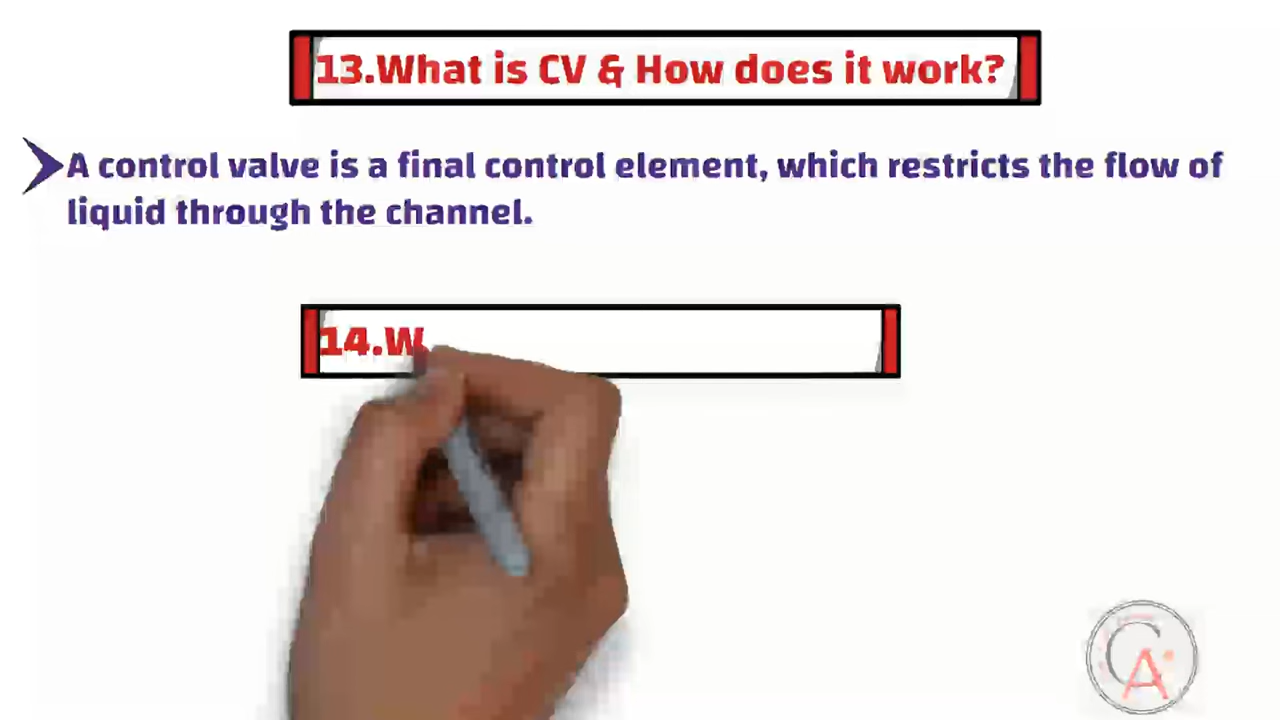 13.What is CV & How does it work?
A control valve is a final control element, which restricts the flow of
liquid through the channel.
14.W
CA